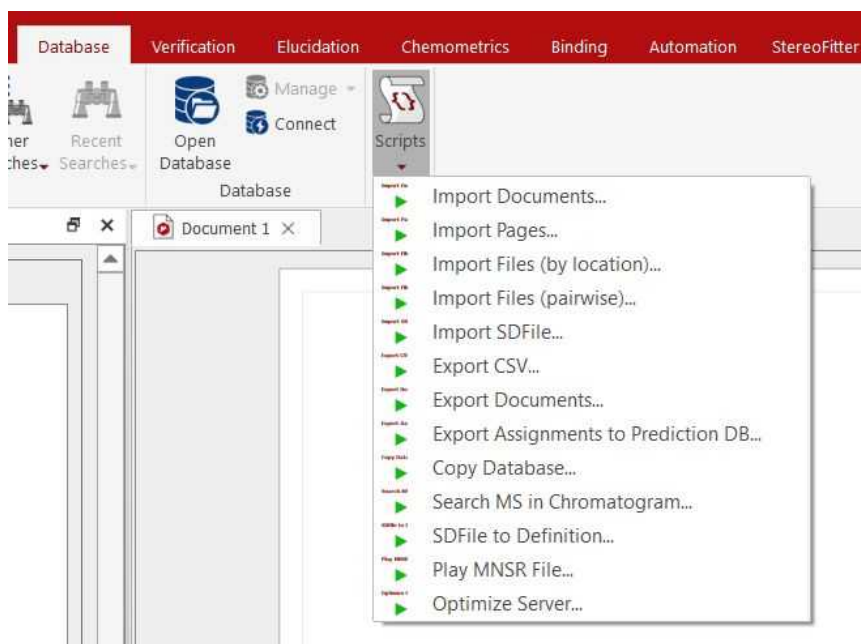 Database Verification Elucidation Chemometrics Binding Automation StereoFitter
Manage
Connect
Recent
Searches
Open
Database
Scripts
Database
Document 1
Import Documents...
Import Pages...
Import Files (by location)...
Import Files (pairwise)...
Import SDFile...
Export CSV...
Export Documents...
Export Assignments to Prediction DB...
Copy Database...
Search MS in Chromatogram...
SDFile to Definition...
Play MNSR File...
Optimize Server...